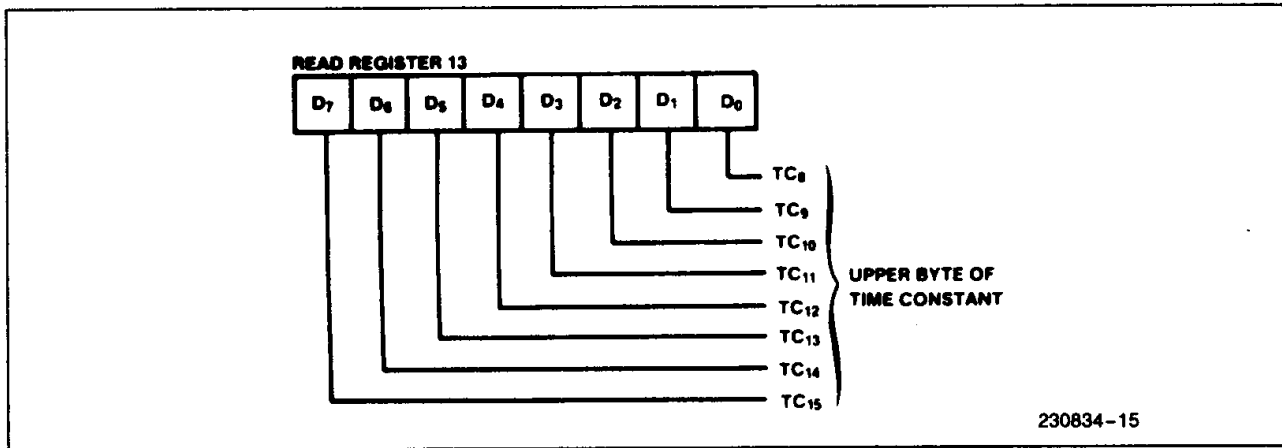 READ REGISTER 13
D₇ D₆ D₅ D₄ D₃ D₂ D₁ D₀
TC₈
TC₉
TC₁₀
TC₁₁
UPPER BYTE OF
TIME CONSTANT
TC₁₂
TC₁₃
TC₁₄
TC₁₅
230834-15